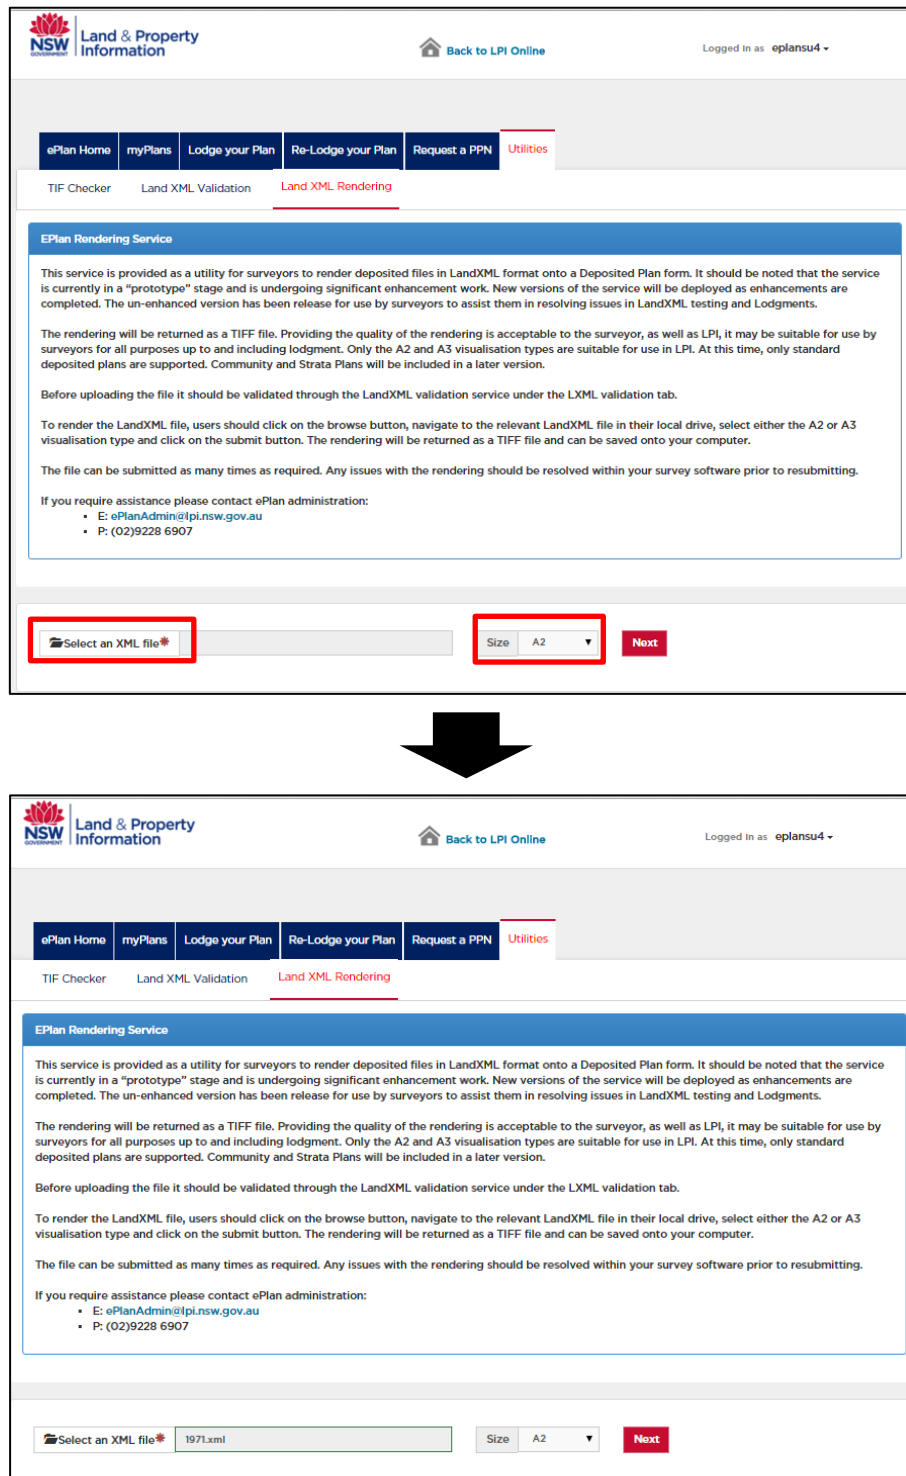 Land & Property
Information
NSW
GOVERNMENT
Back to LPI Online
Logged in as eplansu4
ePlan Home myPlans Lodge your Plan Re-Lodge your Plan Request a PPN Utilities
TIF Checker Land XML Validation Land XML Rendering
EPlan Rendering Service
This service is provided as a utility for surveyors to render deposited files in LandXML format onto a Deposited Plan form. It should be noted that the service
is currently in a “prototype” stage and is undergoing significant enhancement work. New versions of the service will be deployed as enhancements are
completed. The un-enhanced version has been release for use by surveyors to assist them in resolving issues in LandXML testing and Lodgments.
The rendering will be returned as a TIFF file. Providing the quality of the rendering is acceptable to the surveyor, as well as LPI, it may be suitable for use by
surveyors for all purposes up to and including lodgment. Only the A2 and A3 visualisation types are suitable for use in LPI. At this time, only standard
deposited plans are supported. Community and Strata Plans will be included in a later version.
Before uploading the file it should be validated through the LandXML validation service under the LXML validation tab.
To render the LandXML file, users should click on the browse button, navigate to the relevant LandXML file in their local drive, select either the A2 or A3
visualisation type and click on the submit button. The rendering will be returned as a TIFF file and can be saved onto your computer.
The file can be submitted as many times as required. Any issues with the rendering should be resolved within your survey software prior to resubmitting.
If you require assistance please contact ePlan administration:
▪ E: ePlanAdmin@lpi.nsw.gov.au
▪ P: (02)9228 6907
Select an XML file* Size A2 Next
Land & Property
Information
NSW
GOVERNMENT
Back to LPI Online
Logged in as eplansu4
ePlan Home myPlans Lodge your Plan Re-Lodge your Plan Request a PPN Utilities
TIF Checker Land XML Validation Land XML Rendering
EPlan Rendering Service
This service is provided as a utility for surveyors to render deposited files in LandXML format onto a Deposited Plan form. It should be noted that the service
is currently in a “prototype” stage and is undergoing significant enhancement work. New versions of the service will be deployed as enhancements are
completed. The un-enhanced version has been release for use by surveyors to assist them in resolving issues in LandXML testing and Lodgments.
The rendering will be returned as a TIFF file. Providing the quality of the rendering is acceptable to the surveyor, as well as LPI, it may be suitable for use by
surveyors for all purposes up to and including lodgment. Only the A2 and A3 visualisation types are suitable for use in LPI. At this time, only standard
deposited plans are supported. Community and Strata Plans will be included in a later version.
Before uploading the file it should be validated through the LandXML validation service under the LXML validation tab.
To render the LandXML file, users should click on the browse button, navigate to the relevant LandXML file in their local drive, select either the A2 or A3
visualisation type and click on the submit button. The rendering will be returned as a TIFF file and can be saved onto your computer.
The file can be submitted as many times as required. Any issues with the rendering should be resolved within your survey software prior to resubmitting.
If you require assistance please contact ePlan administration:
▪ E: ePlanAdmin@lpi.nsw.gov.au
▪ P: (02)9228 6907
Select an XML file* 1971.xml Size A2 Next